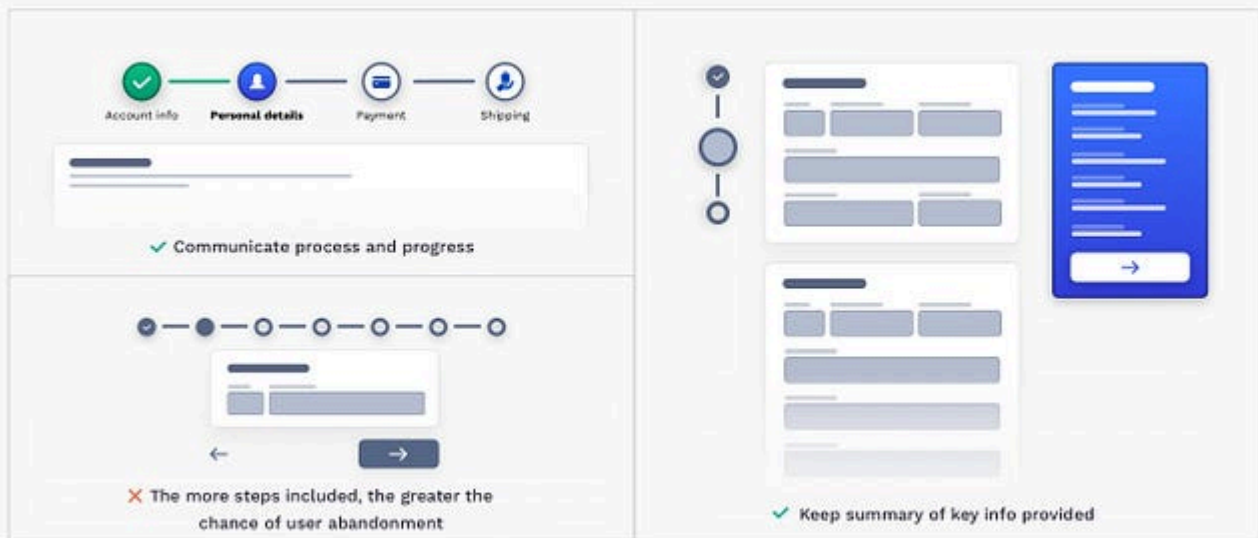 Account info
Personal details
Payment
Shipping
Communicate process and progress
The more steps included, the greater the
chance of user abandonment
Keep summary of key info provided